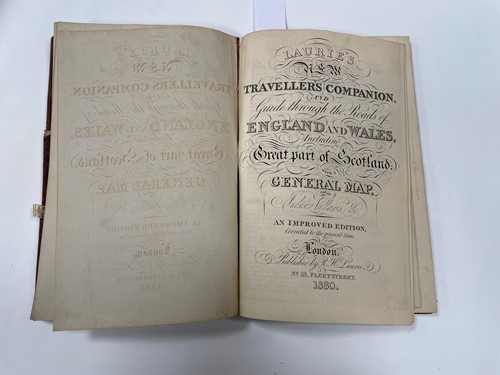 LAURIE'S
NEW
TRAVELLERS COMPANION,
AND
Guide through the Roads of
ENGLAND AND WALES,
Including
Great part of Scotland;
With
GENERAL MAP.
also
Index Villaris &c
AN IMPROVED EDITION,
Corrected to the present time.
London,
Published by R. H. Laurie,
No. 53, FLEET STREET.
1830.